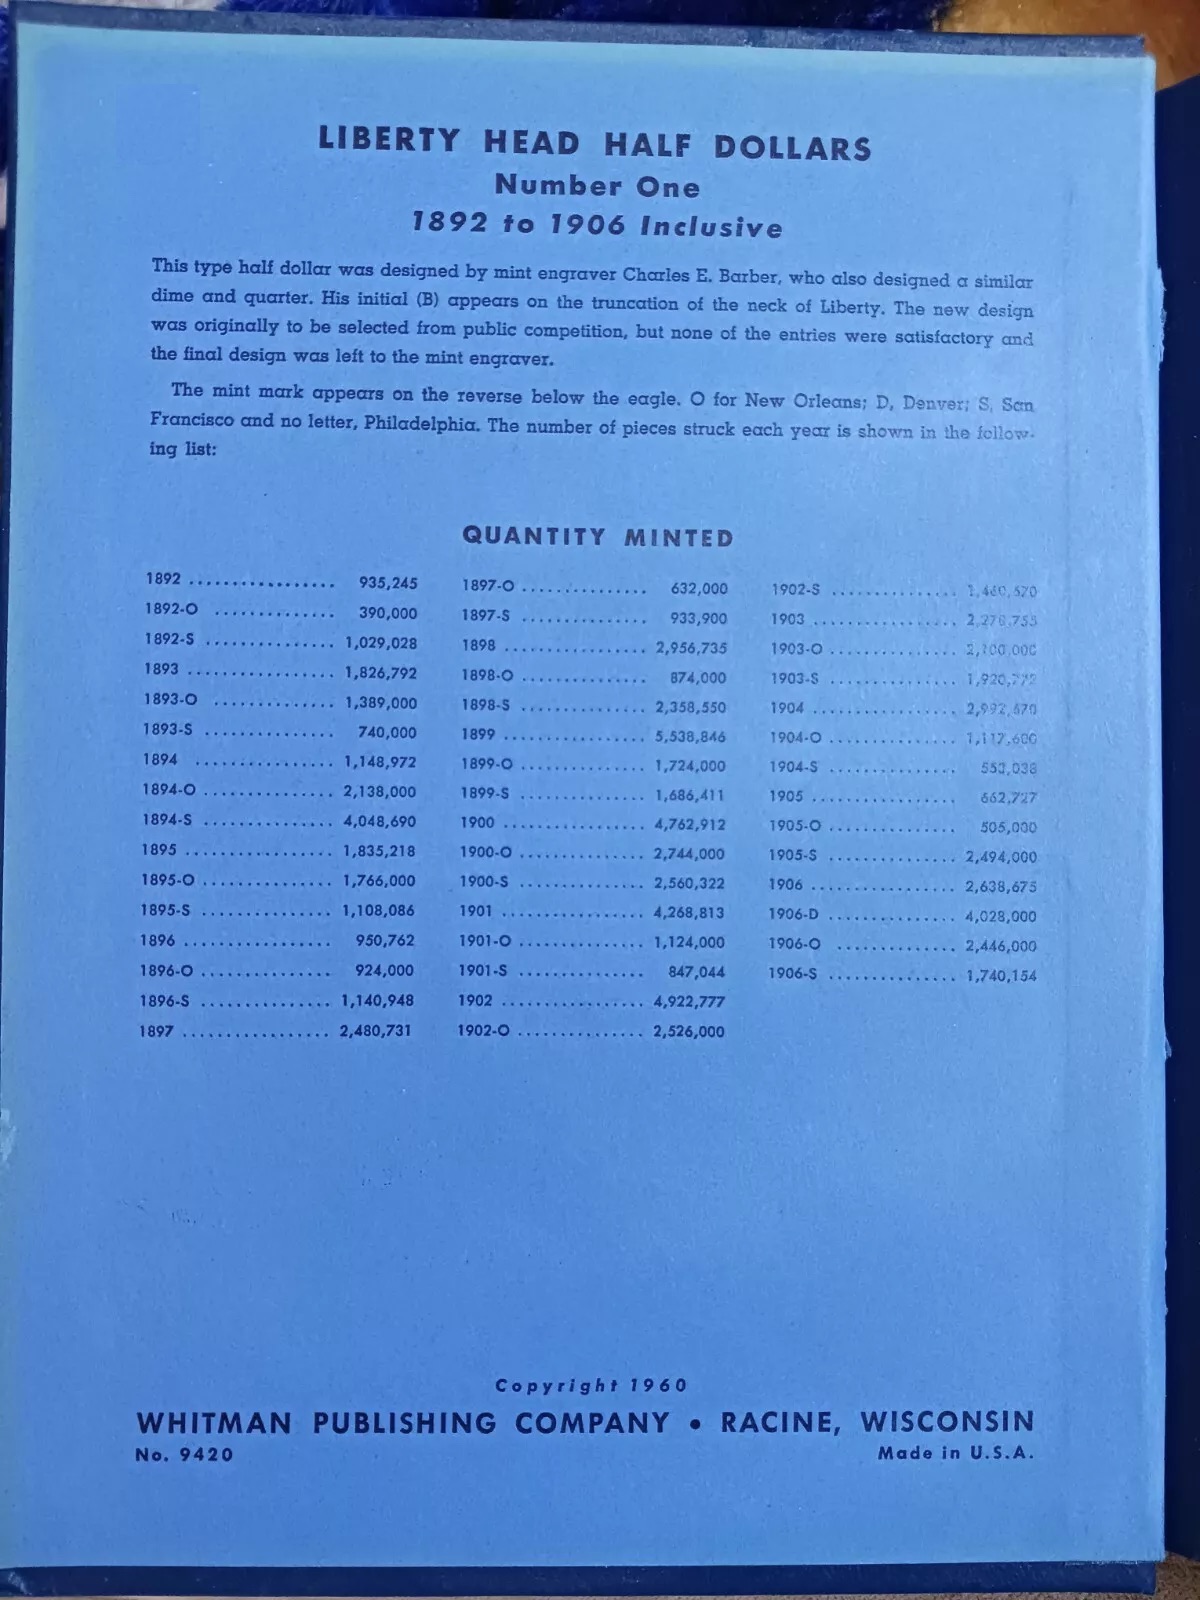 LIBERTY HEAD HALF DOLLARS
Number One
1892 to 1906 Inclusive
This type half dollar was designed by mint engraver Charles E. Barber, who also designed a similar
dime and quarter. His initial (B) appears on the truncation of the neck of Liberty. The new design
was originally to be selected from public competition, but none of the entries were satisfactory and
the final design was left to the mint engraver.
The mint mark appears on the reverse below the eagle. O for New Orleans; D, Denver; S, San
Francisco and no letter, Philadelphia. The number of pieces struck each year is shown in the follow-
ing list:
QUANTITY MINTED
1892 ................. 935,245
1892-O .............. 390,000
1892-S ............... 1,029,028
1893 ................. 1,826,792
1893-O .............. 1,389,000
1893-S ............... 740,000
1894 ................ 1,148,972
1894-O ............... 2,138,000
1894-S ............... 4,048,690
1895 ................. 1,835,218
1895-O ............... 1,766,000
1895-S ............... 1,108,086
1896 ................. 950,762
1896-O ............... 924,000
1896-S ............... 1,140,948
1897 ................. 2,480,731
1897-O ............... 632,000
1897-S ............... 933,900
1898 ................. 2,956,735
1898-O ............... 874,000
1898-S ............... 2,358,550
1899 ................. 5,538,846
1899-O ............... 1,724,000
1899-S ............... 1,686,411
1900 ................. 4,762,912
1900-O ............... 2,744,000
1900-S ............... 2,560,322
1901 ................. 4,268,813
1901-O ............... 1,124,000
1901-S ............... 847,044
1902 ................. 4,922,777
1902-O ............... 2,526,000
1902-S ...............
1903 .................
1903-O ............... 2,100,000
1903-S ............... 1,920,772
1904 ................. 2,992,670
1904-O ............... 1,117,600
1904-S ............... 553,038
1905 ................. 662,727
1905-O ............... 505,000
1905-S ............... 2,494,000
1906 ................. 2,638,675
1906-D ............... 4,028,000
1906-O .............. 2,446,000
1906-S ............... 1,740,154
Copyright 1960
WHITMAN PUBLISHING COMPANY • RACINE, WISCONSIN
No. 9420 Made in U.S.A.